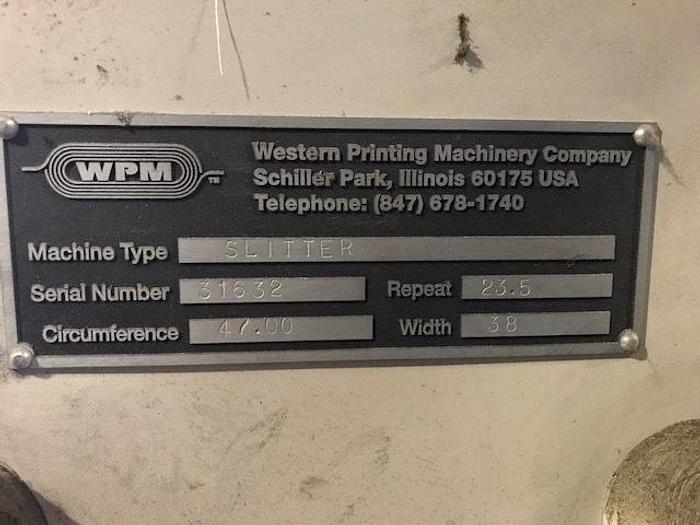 WPM
Western Printing Machinery Company
Schiller Park, Illinois 60175 USA
Telephone: (847) 678-1740
Machine Type SLITTER
Serial Number 31632 Repeat 23.5
Circumference 47.00 Width 38